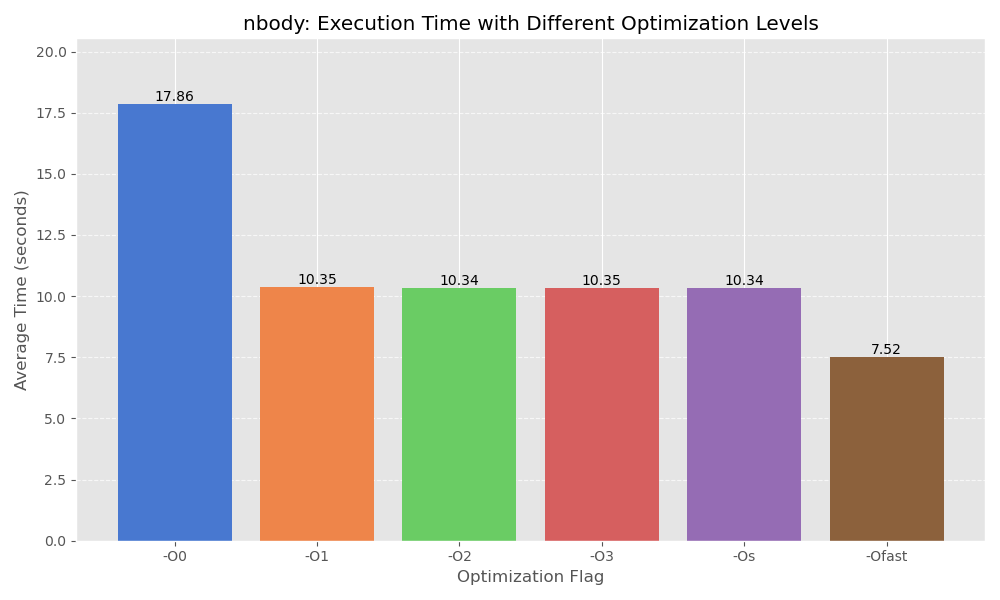 nbody: Execution Time with Different Optimization Levels
Average Time (seconds)
20.0
17.5
15.0
12.5
10.0
7.5
5.0
2.5
0.0
17.86
10.35
10.34
10.35
10.34
7.52
-O0
-O1
-O2
-O3
-Os
-Ofast
Optimization Flag